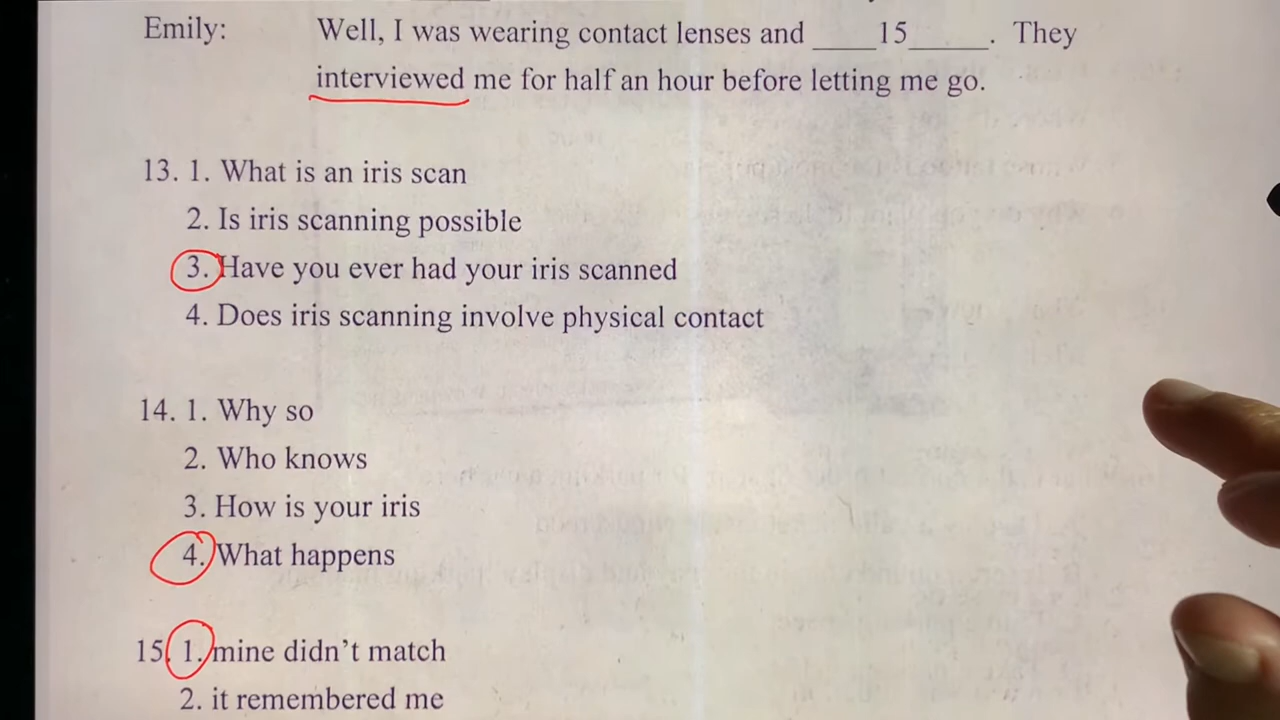 Emily: Well, I was wearing contact lenses and ____15_____. They
interviewed me for half an hour before letting me go.
13. 1. What is an iris scan
2. Is iris scanning possible
3. Have you ever had your iris scanned
4. Does iris scanning involve physical contact
14. 1. Why so
2. Who knows
3. How is your iris
4. What happens
15. 1. mine didn't match
2. it remembered me